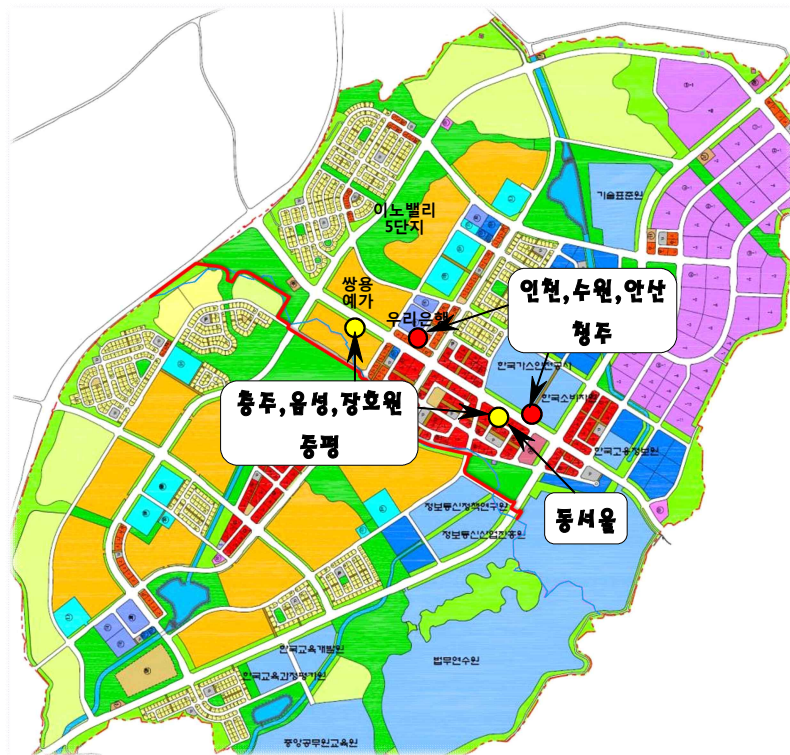 기술표준원
이노밸리
5단지
쌍용
예가
우리은행
인천,수원,안산
청주
한국가스안전공사
한국소비자원
충주,음성,장호원
증평
한국고용정보원
동서울
정보통신정책연구원
정보통신산업진흥원
한국교육개발원
법무연수원
한국교육과정평가원
중앙공무원교육원